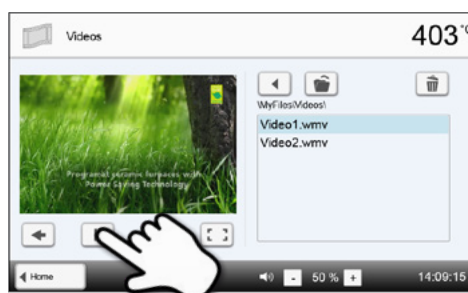 Videos
403°C
Programat ceramic furnaces with
Power Saving Technology
\MyFiles\Videos\
Video1.wmv
Video2.wmv
Home
- 50 % +
14:09:15